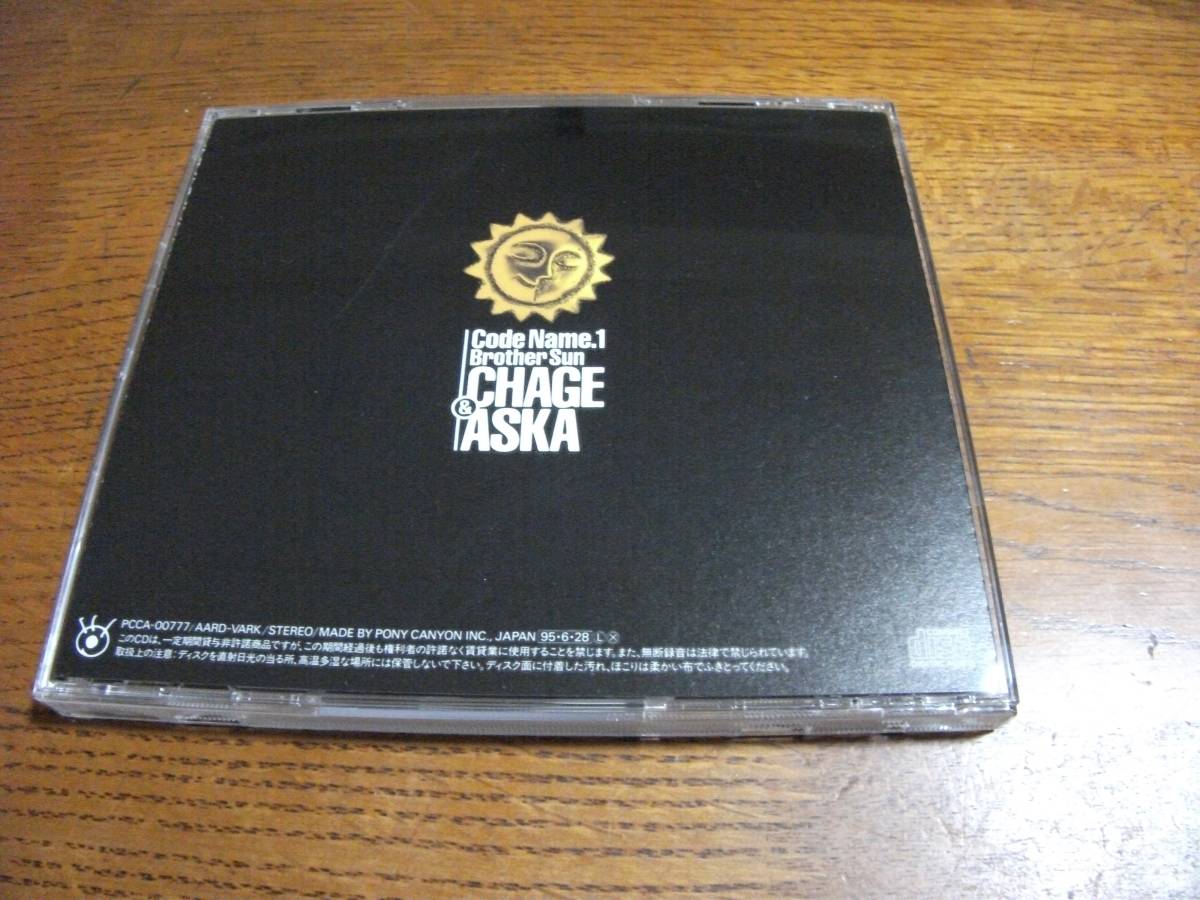 Code Name.1
Brother Sun
CHAGE
&
ASKA
PCCA-00777/AARD-VARK/STEREO/MADE BY PONY CANYON INC., JAPAN 95・6・28 Ⓛ Ⓧ
このCDは、一定期間貸与非許諾商品ですが、この期間経過後も権利者の許諾なく賃貸業に使用することを禁じます。また、無断録音は法律で禁じられています。
取扱上の注意:ディスクを直射日光の当る所、高温多湿な場所には保管しないで下さい。ディスク面に付着した汚れ、ほこりは柔かい布でふきとってください。